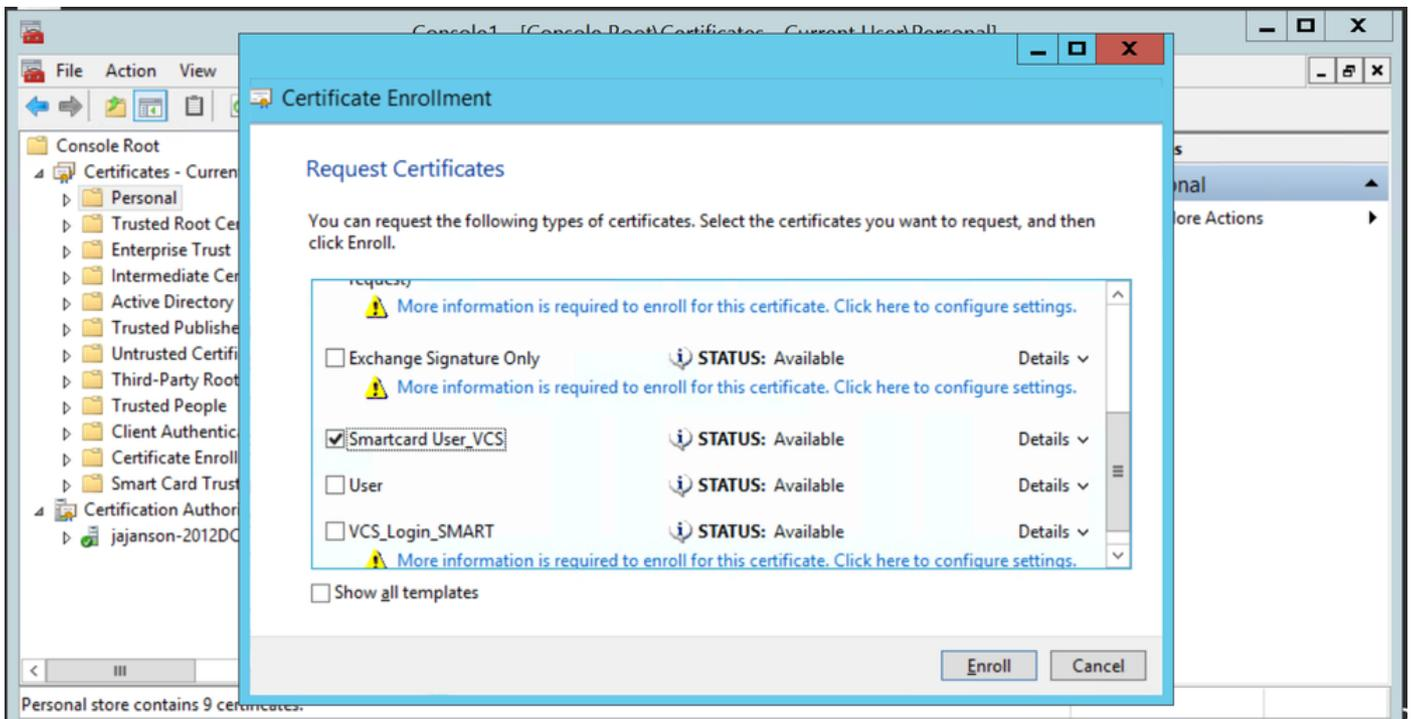 Console1 - [Console Root\Certificates - Current User\Personal]
File Action View
Certificate Enrollment
Console Root
Certificates - Curren
Personal
Trusted Root Cer
Enterprise Trust
Intermediate Cer
Active Directory
Trusted Publishe
Untrusted Certifi
Third-Party Root
Trusted People
Client Authentic
Certificate Enroll
Smart Card Trust
Certification Authori
jajanson-2012DC
Request Certificates
You can request the following types of certificates. Select the certificates you want to request, and then
click Enroll.
request)
More information is required to enroll for this certificate. Click here to configure settings.
Exchange Signature Only STATUS: Available Details
More information is required to enroll for this certificate. Click here to configure settings.
Smartcard User_VCS STATUS: Available Details
User STATUS: Available Details
VCS_Login_SMART STATUS: Available Details
More information is required to enroll for this certificate. Click here to configure settings.
Show all templates
Enroll Cancel
s
onal
lore Actions
Personal store contains 9 certificates.